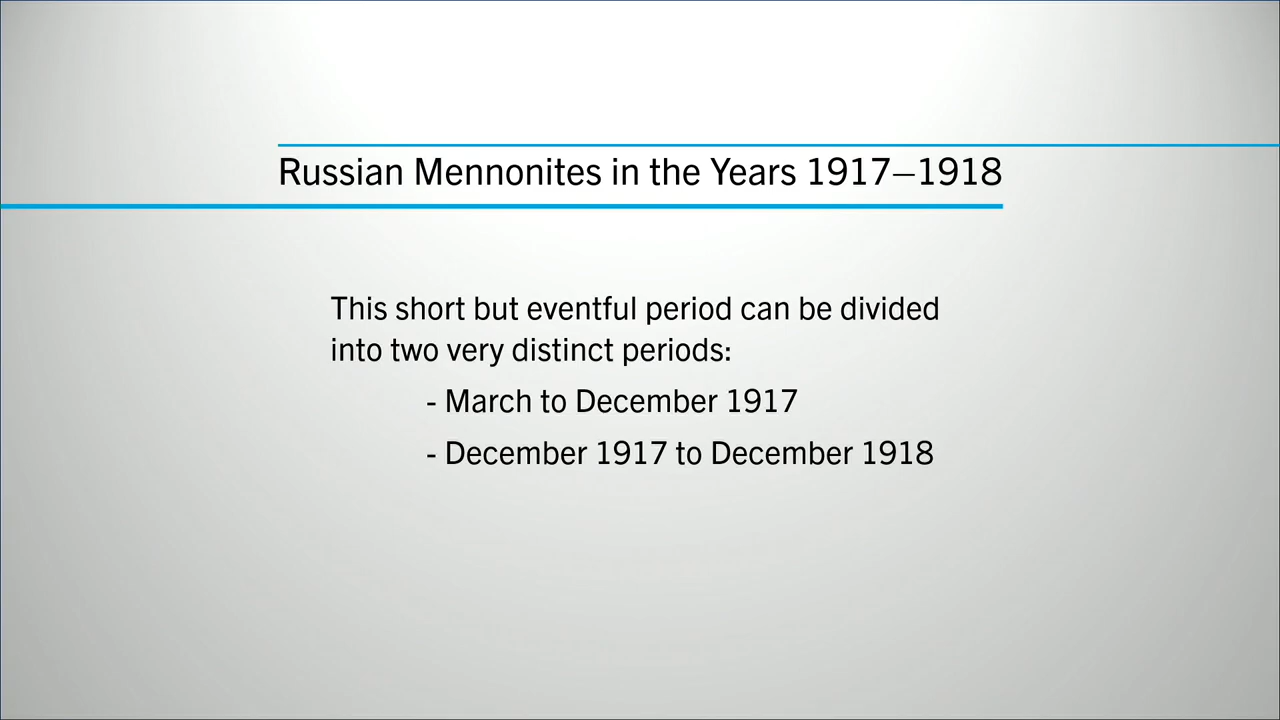 Russian Mennonites in the Years 1917–1918
This short but eventful period can be divided
into two very distinct periods:
- March to December 1917
- December 1917 to December 1918